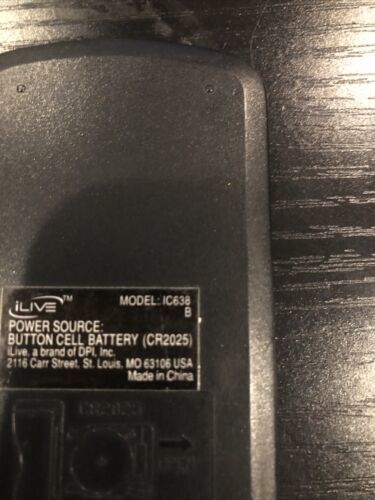 iLIVE™ MODEL: IC638
B
POWER SOURCE:
BUTTON CELL BATTERY (CR2025)
iLive, a brand of DPI, Inc.
2116 Carr Street, St. Louis, MO 63106 USA
Made in China
CR2025